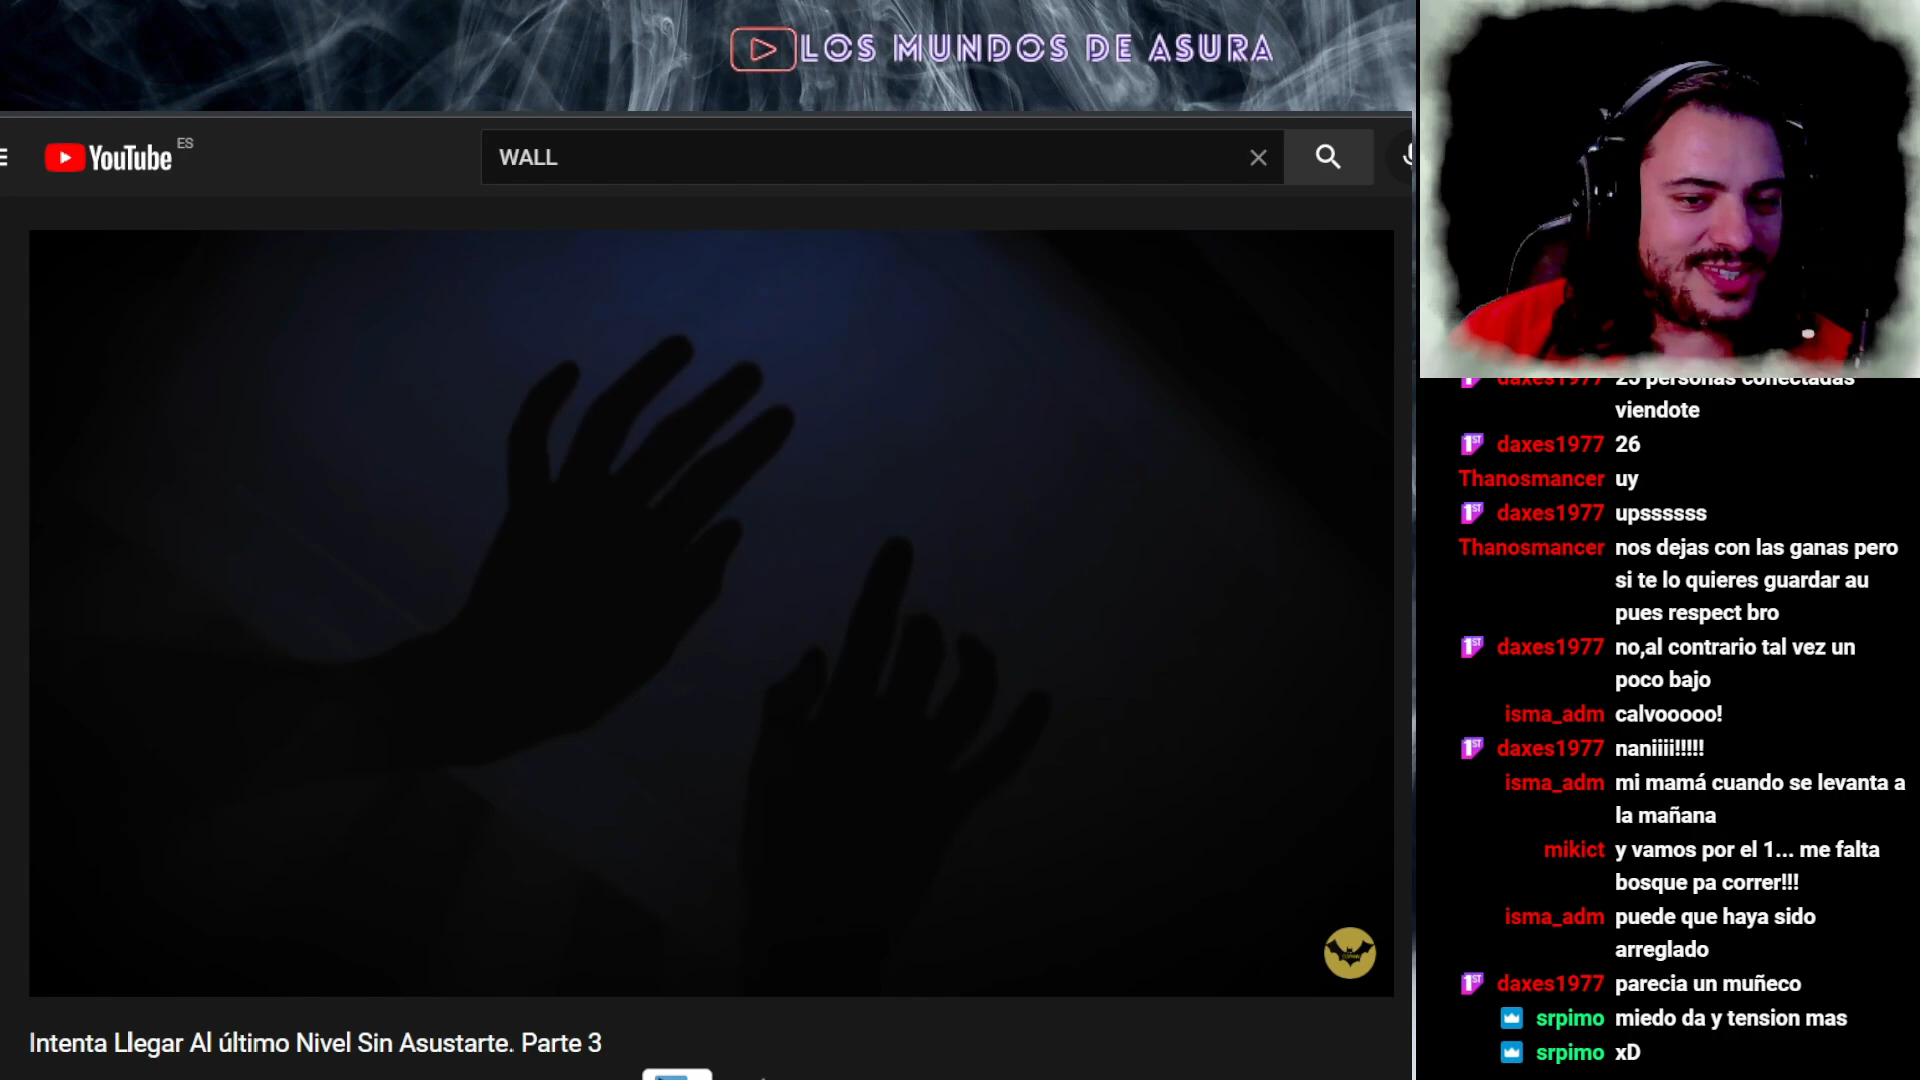 LOS MUNDOS DE ASURA
YouTube ES
WALL
Intenta Llegar Al último Nivel Sin Asustarte. Parte 3
daxes1977 25 personas conectadas
viendote
daxes1977 26
Thanosmancer uy
daxes1977 upssssss
Thanosmancer nos dejas con las ganas pero
si te lo quieres guardar au
pues respect bro
daxes1977 no,al contrario tal vez un
poco bajo
isma_adm calvooooo!
daxes1977 naniiii!!!!!
isma_adm mi mamá cuando se levanta a
la mañana
mikict y vamos por el 1... me falta
bosque pa correr!!!
isma_adm puede que haya sido
arreglado
daxes1977 parecia un muñeco
srpimo miedo da y tension mas
srpimo xD